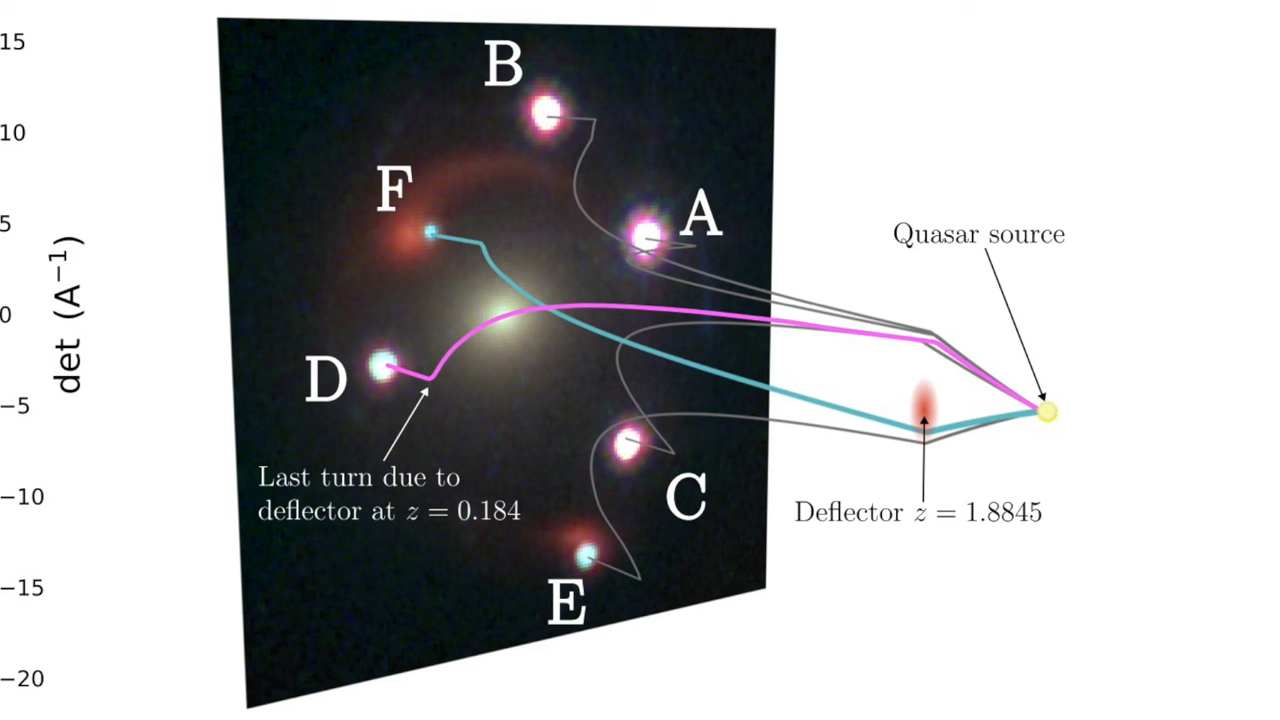 15
10
5
0
−5
−10
−15
−20
det (A⁻¹)
B
F
A
D
C
E
Quasar source
Last turn due to
deflector at z = 0.184
Deflector z = 1.8845